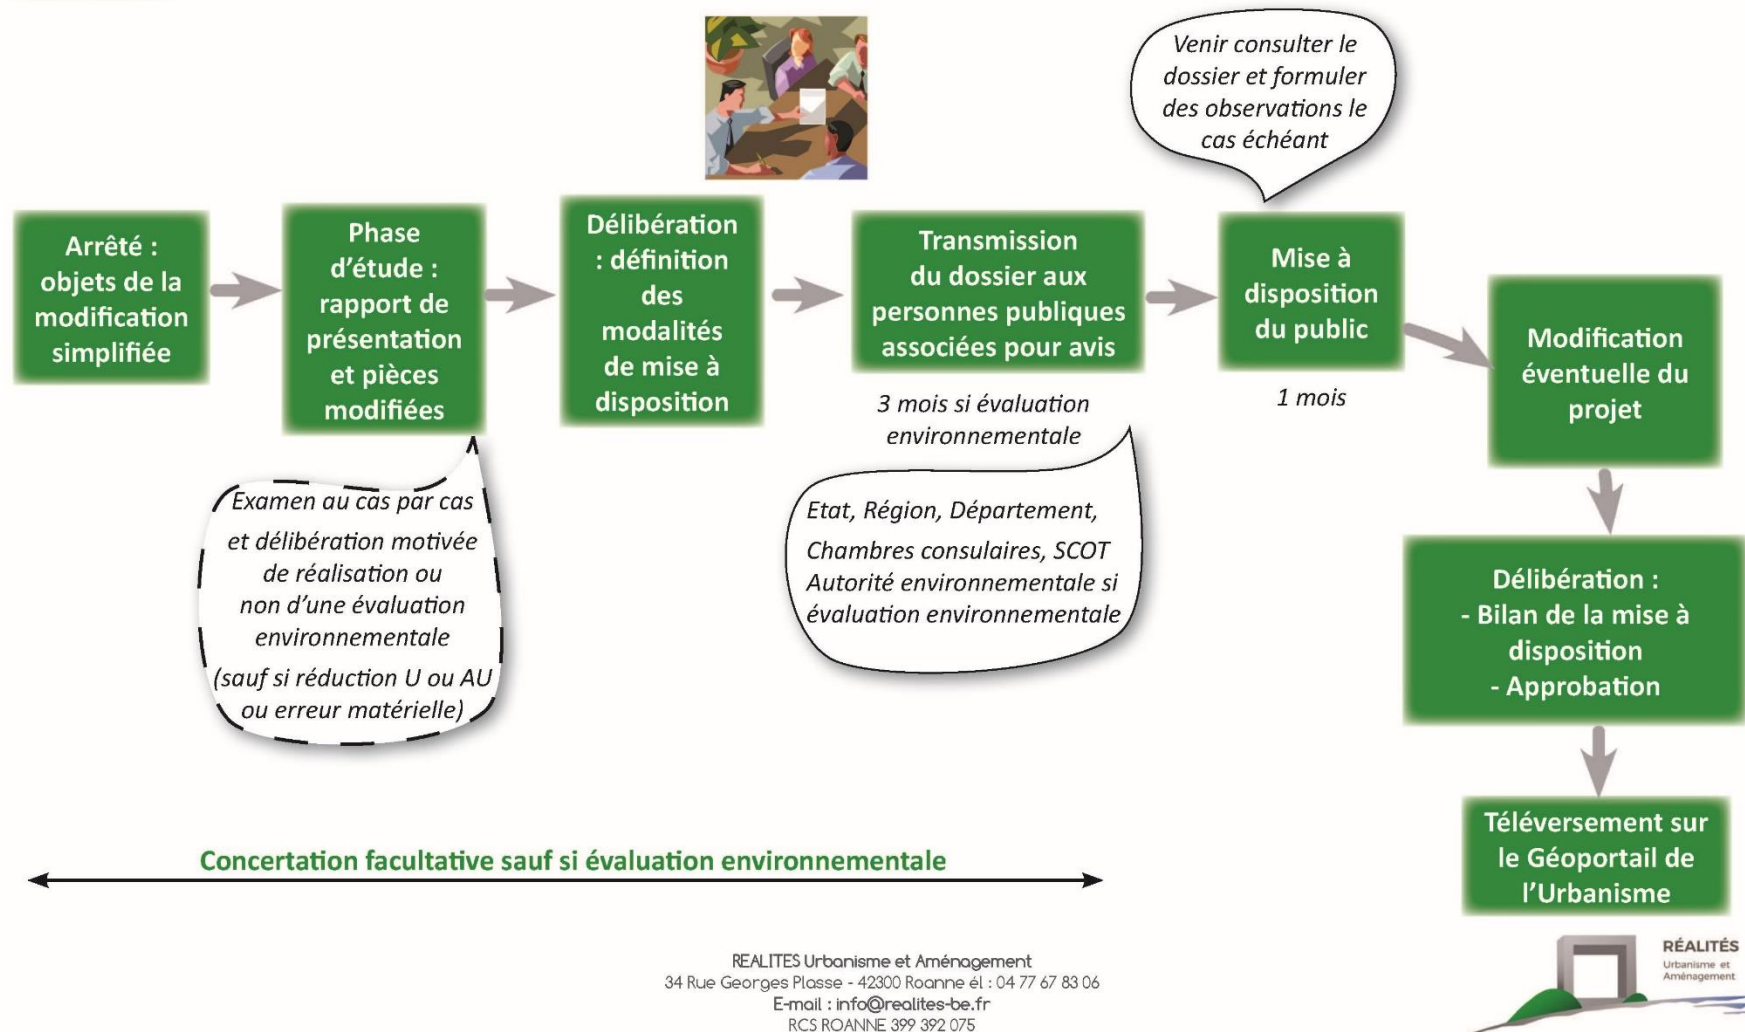 Venir consulter le
dossier et formuler
des observations le
cas échéant
Arrêté :
objets de la
modification
simplifiée
Phase
d’étude :
rapport de
présentation
et pièces
modifiées
Délibération
: définition
des
modalités
de mise à
disposition
Transmission
du dossier aux
personnes publiques
associées pour avis
Mise à
disposition
du public
Modification
éventuelle du
projet
3 mois si évaluation
environnementale
1 mois
Examen au cas par cas
et délibération motivée
de réalisation ou
non d’une évaluation
environnementale
(sauf si réduction U ou AU
ou erreur matérielle)
Etat, Région, Département,
Chambres consulaires, SCOT
Autorité environnementale si
évaluation environnementale
Délibération :
- Bilan de la mise à
disposition
- Approbation
Téléversement sur
le Géoportail de
l’Urbanisme
Concertation facultative sauf si évaluation environnementale
REALITES Urbanisme et Aménagement
34 Rue Georges Plasse - 42300 Roanne él : 04 77 67 83 06
E-mail : info@realites-be.fr
RCS ROANNE 399 392 075
RÉALITÉS
Urbanisme et
Aménagement